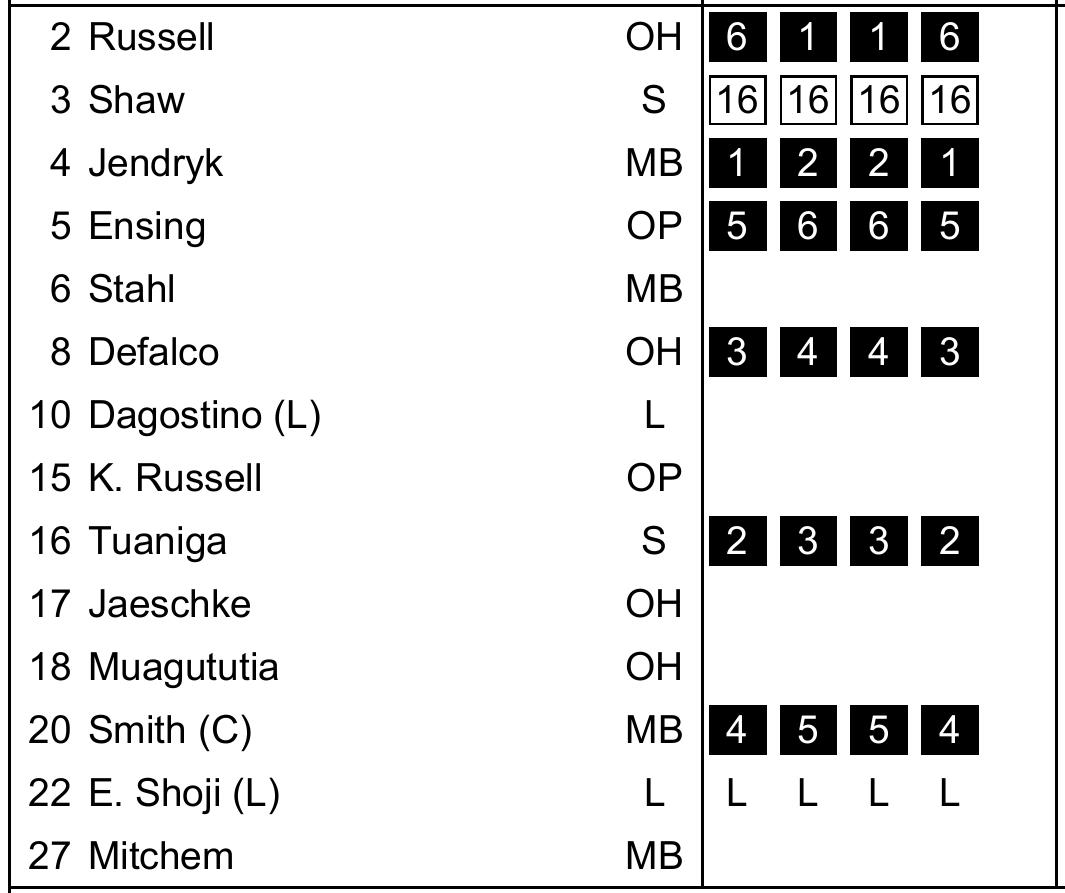 2 Russell OH 6 1 1 6
3 Shaw S 16 16 16 16
4 Jendryk MB 1 2 2 1
5 Ensing OP 5 6 6 5
6 Stahl MB
8 Defalco OH 3 4 4 3
10 Dagostino (L) L
15 K. Russell OP
16 Tuaniga S 2 3 3 2
17 Jaeschke OH
18 Muagututia OH
20 Smith (C) MB 4 5 5 4
22 E. Shoji (L) L L L L L
27 Mitchem MB